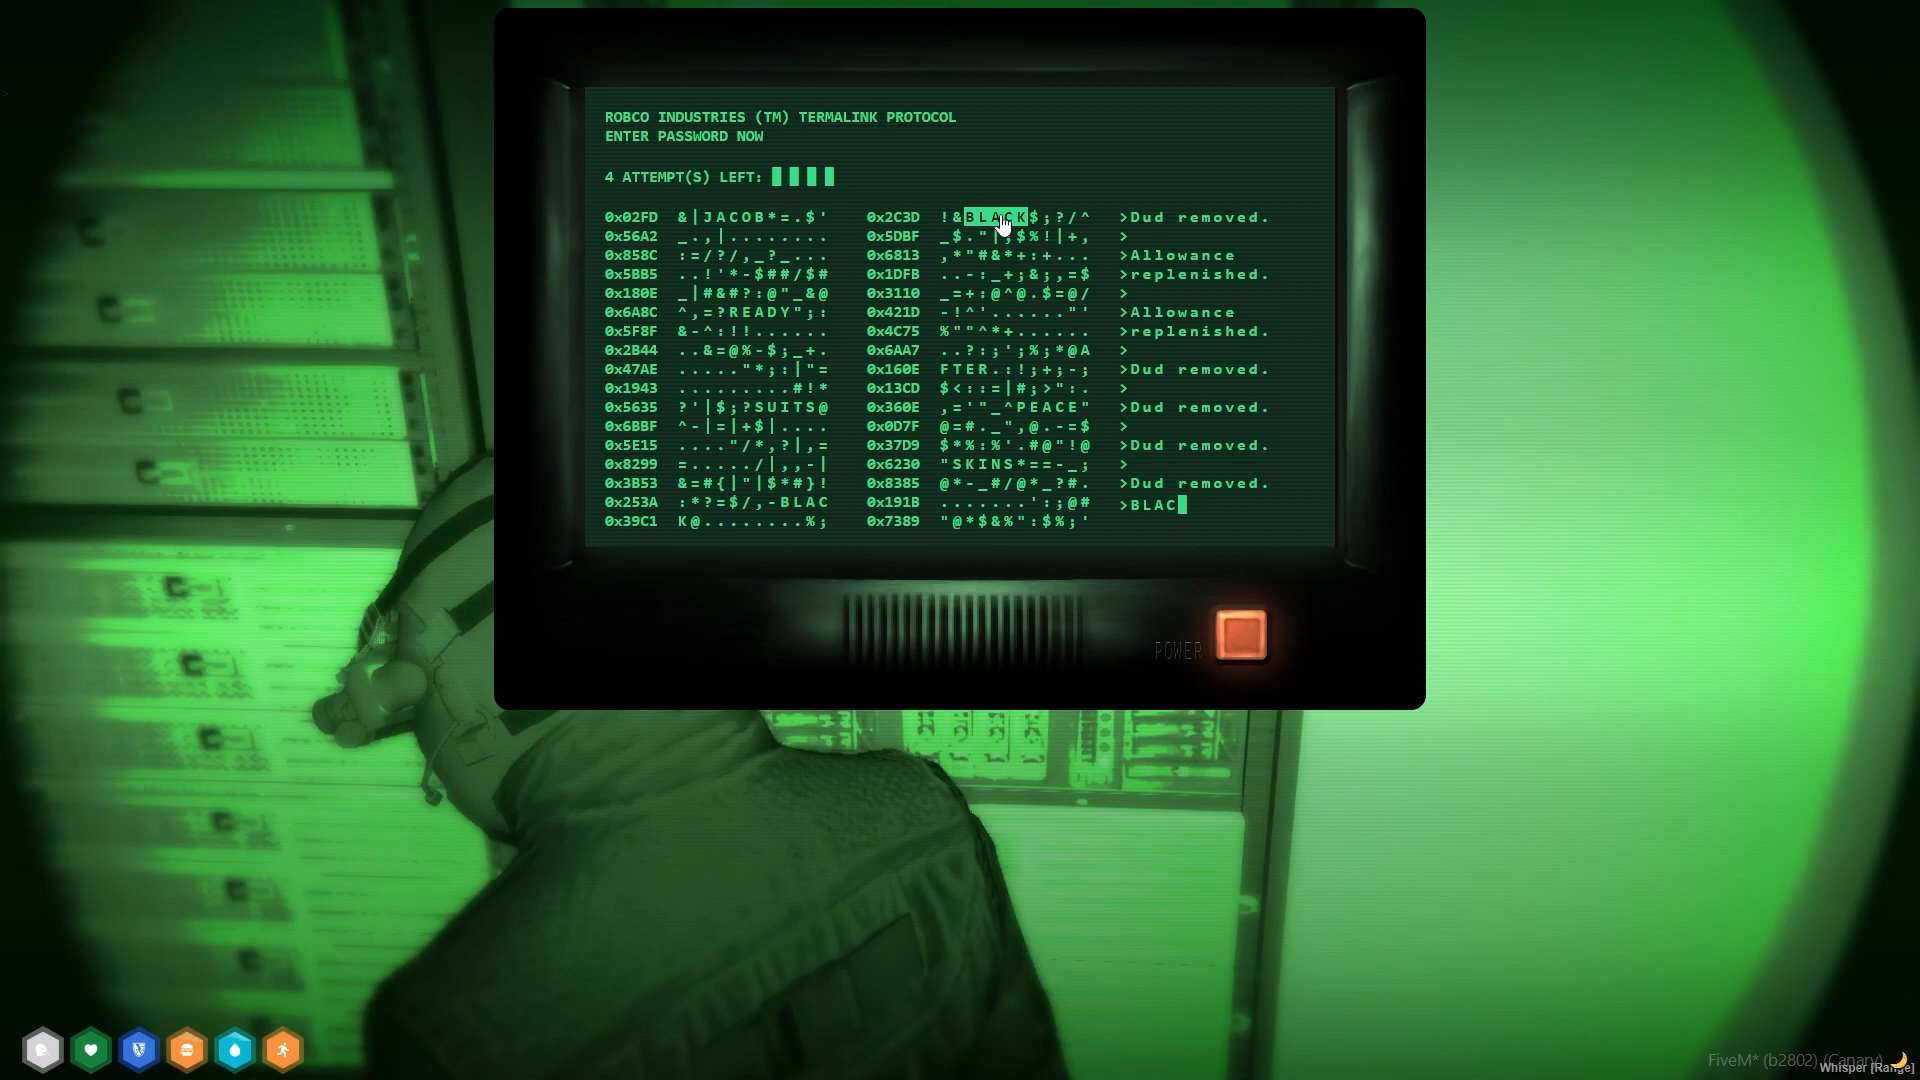 ROBCO INDUSTRIES (TM) TERMALINK PROTOCOL
ENTER PASSWORD NOW
4 ATTEMPT(S) LEFT: █ █ █ █
0x02FD &|JACOB*=.$'
0x56A2 _.,|........
0x858C :=/?/,_?_...
0x5BB5 ..!'*-$##/$#
0x180E _|#&#?:@"_&@
0x6A8C ^,=?READY";:
0x5F8F &-^:!!......
0x2B44 ..&=@%-$;_+.
0x47AE ....."*;:|"=
0x1943 .........#!*
0x5635 ?'|$;?SUITS@
0x6BBF ^-|=|+$|....
0x5E15 ...."/*,?|,=
0x8299 =...../|,,-|
0x3B53 &=#{|"|$*#}!
0x253A :*?=$/,-BLAC
0x39C1 K@........%;
0x2C3D !&BLACK$;?/^
0x5DBF _$."|;$%!|+,
0x6813 ,*"#&*+:+...
0x1DFB ..-:_+;&;,=$
0x3110 _=+:@^@.$=@/
0x421D -!^'......"'
0x4C75 %""^*+......
0x6AA7 ..?:;';%;*@A
0x160E FTER.:!;+;-;
0x13CD $<::=|#;>":.
0x360E ,='"_^PEACE"
0x0D7F @=#._",@.-=$
0x37D9 $*%:%'.#@"!@
0x6230 "SKINS*==-_;
0x8385 @*-_#/@*_?#.
0x191B .......':;@#
0x7389 "@*$&%":$%;'
>Dud removed.
>
>Allowance
>replenished.
>
>Allowance
>replenished.
>
>Dud removed.
>
>Dud removed.
>
>Dud removed.
>
>Dud removed.
>BLAC
POWER
FiveM* (b2802) (Canary)
Whisper [Range]